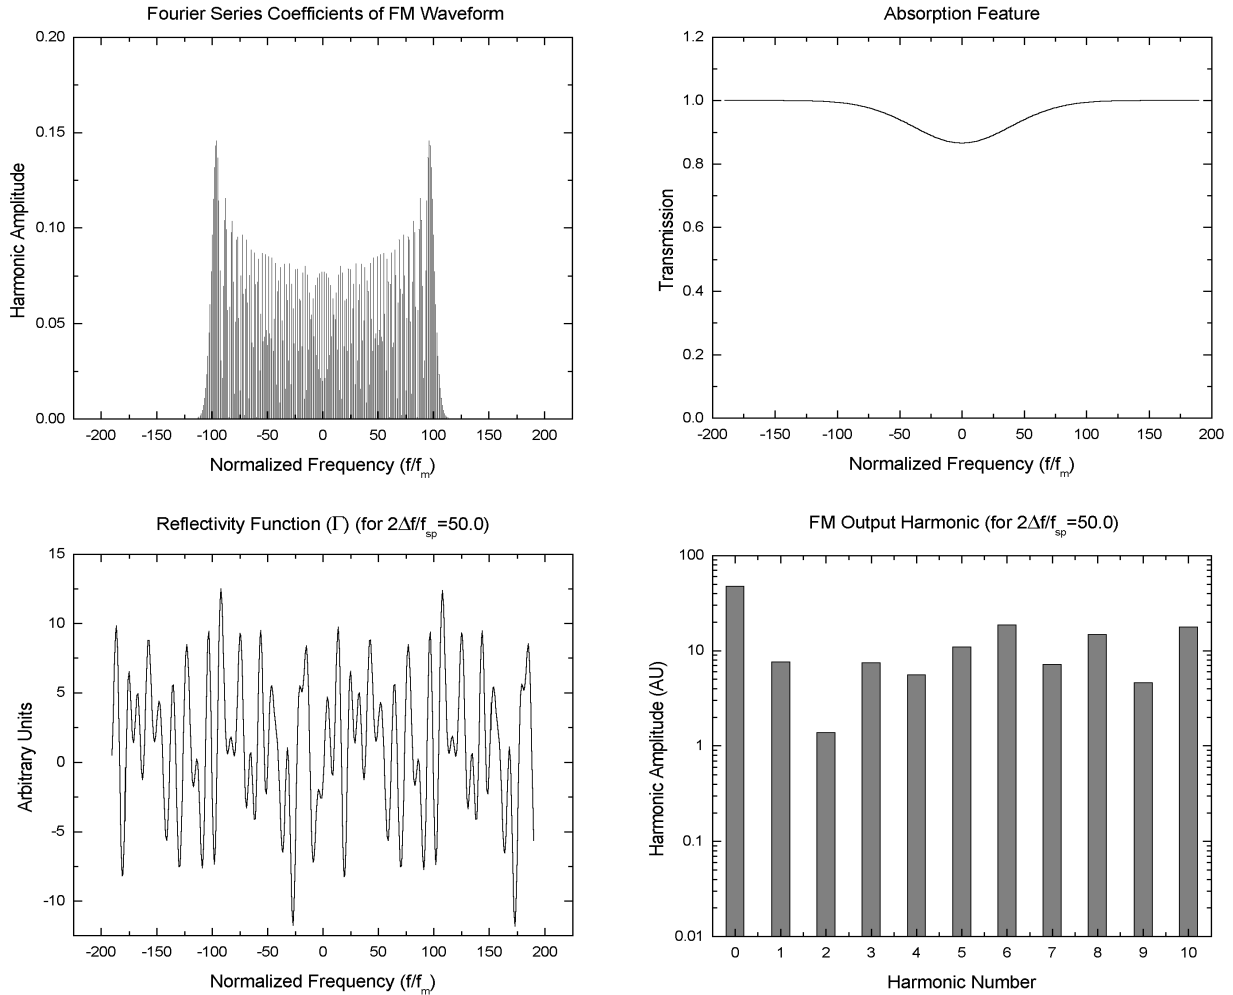 Fourier Series Coefficients of FM Waveform
0.20
0.15
0.10
0.05
0.00
Harmonic Amplitude
-200 -150 -100 -50 0 50 100 150 200
Normalized Frequency (f/fm)
Absorption Feature
1.2
1.0
0.8
0.6
0.4
0.2
0.0
Transmission
-200 -150 -100 -50 0 50 100 150 200
Normalized Frequency (f/fm)
Reflectivity Function (Γ) (for 2Δf/fsp=50.0)
15
10
5
0
-5
-10
Arbitrary Units
-200 -150 -100 -50 0 50 100 150 200
Normalized Frequency (f/fm)
FM Output Harmonic (for 2Δf/fsp=50.0)
100
10
1
0.1
0.01
Harmonic Amplitude (AU)
0 1 2 3 4 5 6 7 8 9 10
Harmonic Number